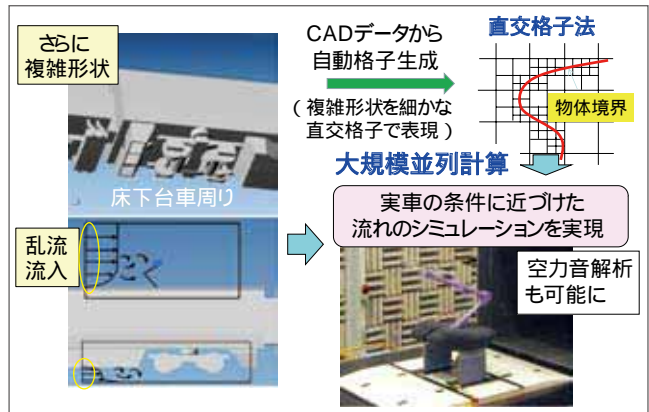 さらに
複雑形状
床下台車周り
乱流
流入
CADデータから
自動格子生成
(複雑形状を細かな
直交格子で表現)
直交格子法
物体境界
大規模並列計算
実車の条件に近づけた
流れのシミュレーションを実現
空力音解析
も可能に